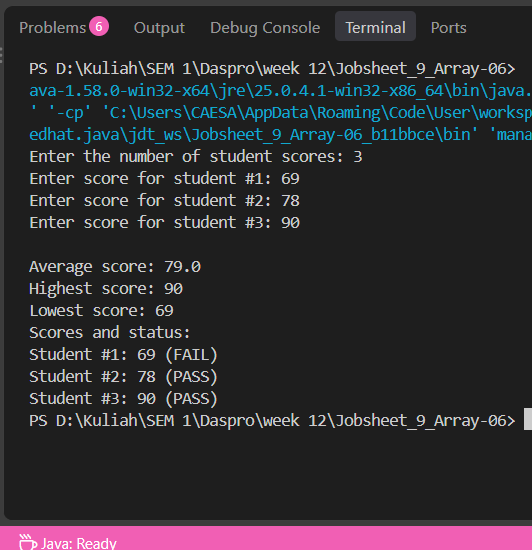 Problems 6 Output Debug Console Terminal Ports
PS D:\Kuliah\SEM 1\Daspro\week 12\Jobsheet_9_Array-06>
ava-1.58.0-win32-x64\jre\25.0.4.1-win32-x86_64\bin\java.
' '-cp' 'C:\Users\CAESA\AppData\Roaming\Code\User\worksp
edhat.java\jdt_ws\Jobsheet_9_Array-06_b11bbce\bin' 'mana
Enter the number of student scores: 3
Enter score for student #1: 69
Enter score for student #2: 78
Enter score for student #3: 90
Average score: 79.0
Highest score: 90
Lowest score: 69
Scores and status:
Student #1: 69 (FAIL)
Student #2: 78 (PASS)
Student #3: 90 (PASS)
PS D:\Kuliah\SEM 1\Daspro\week 12\Jobsheet_9_Array-06>
Java: Ready